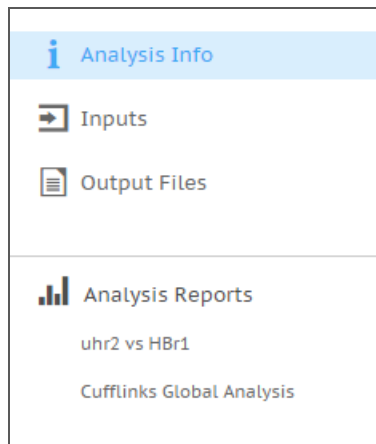 Analysis Info
Inputs
Output Files
Analysis Reports
uhr2 vs HBr1
Cufflinks Global Analysis